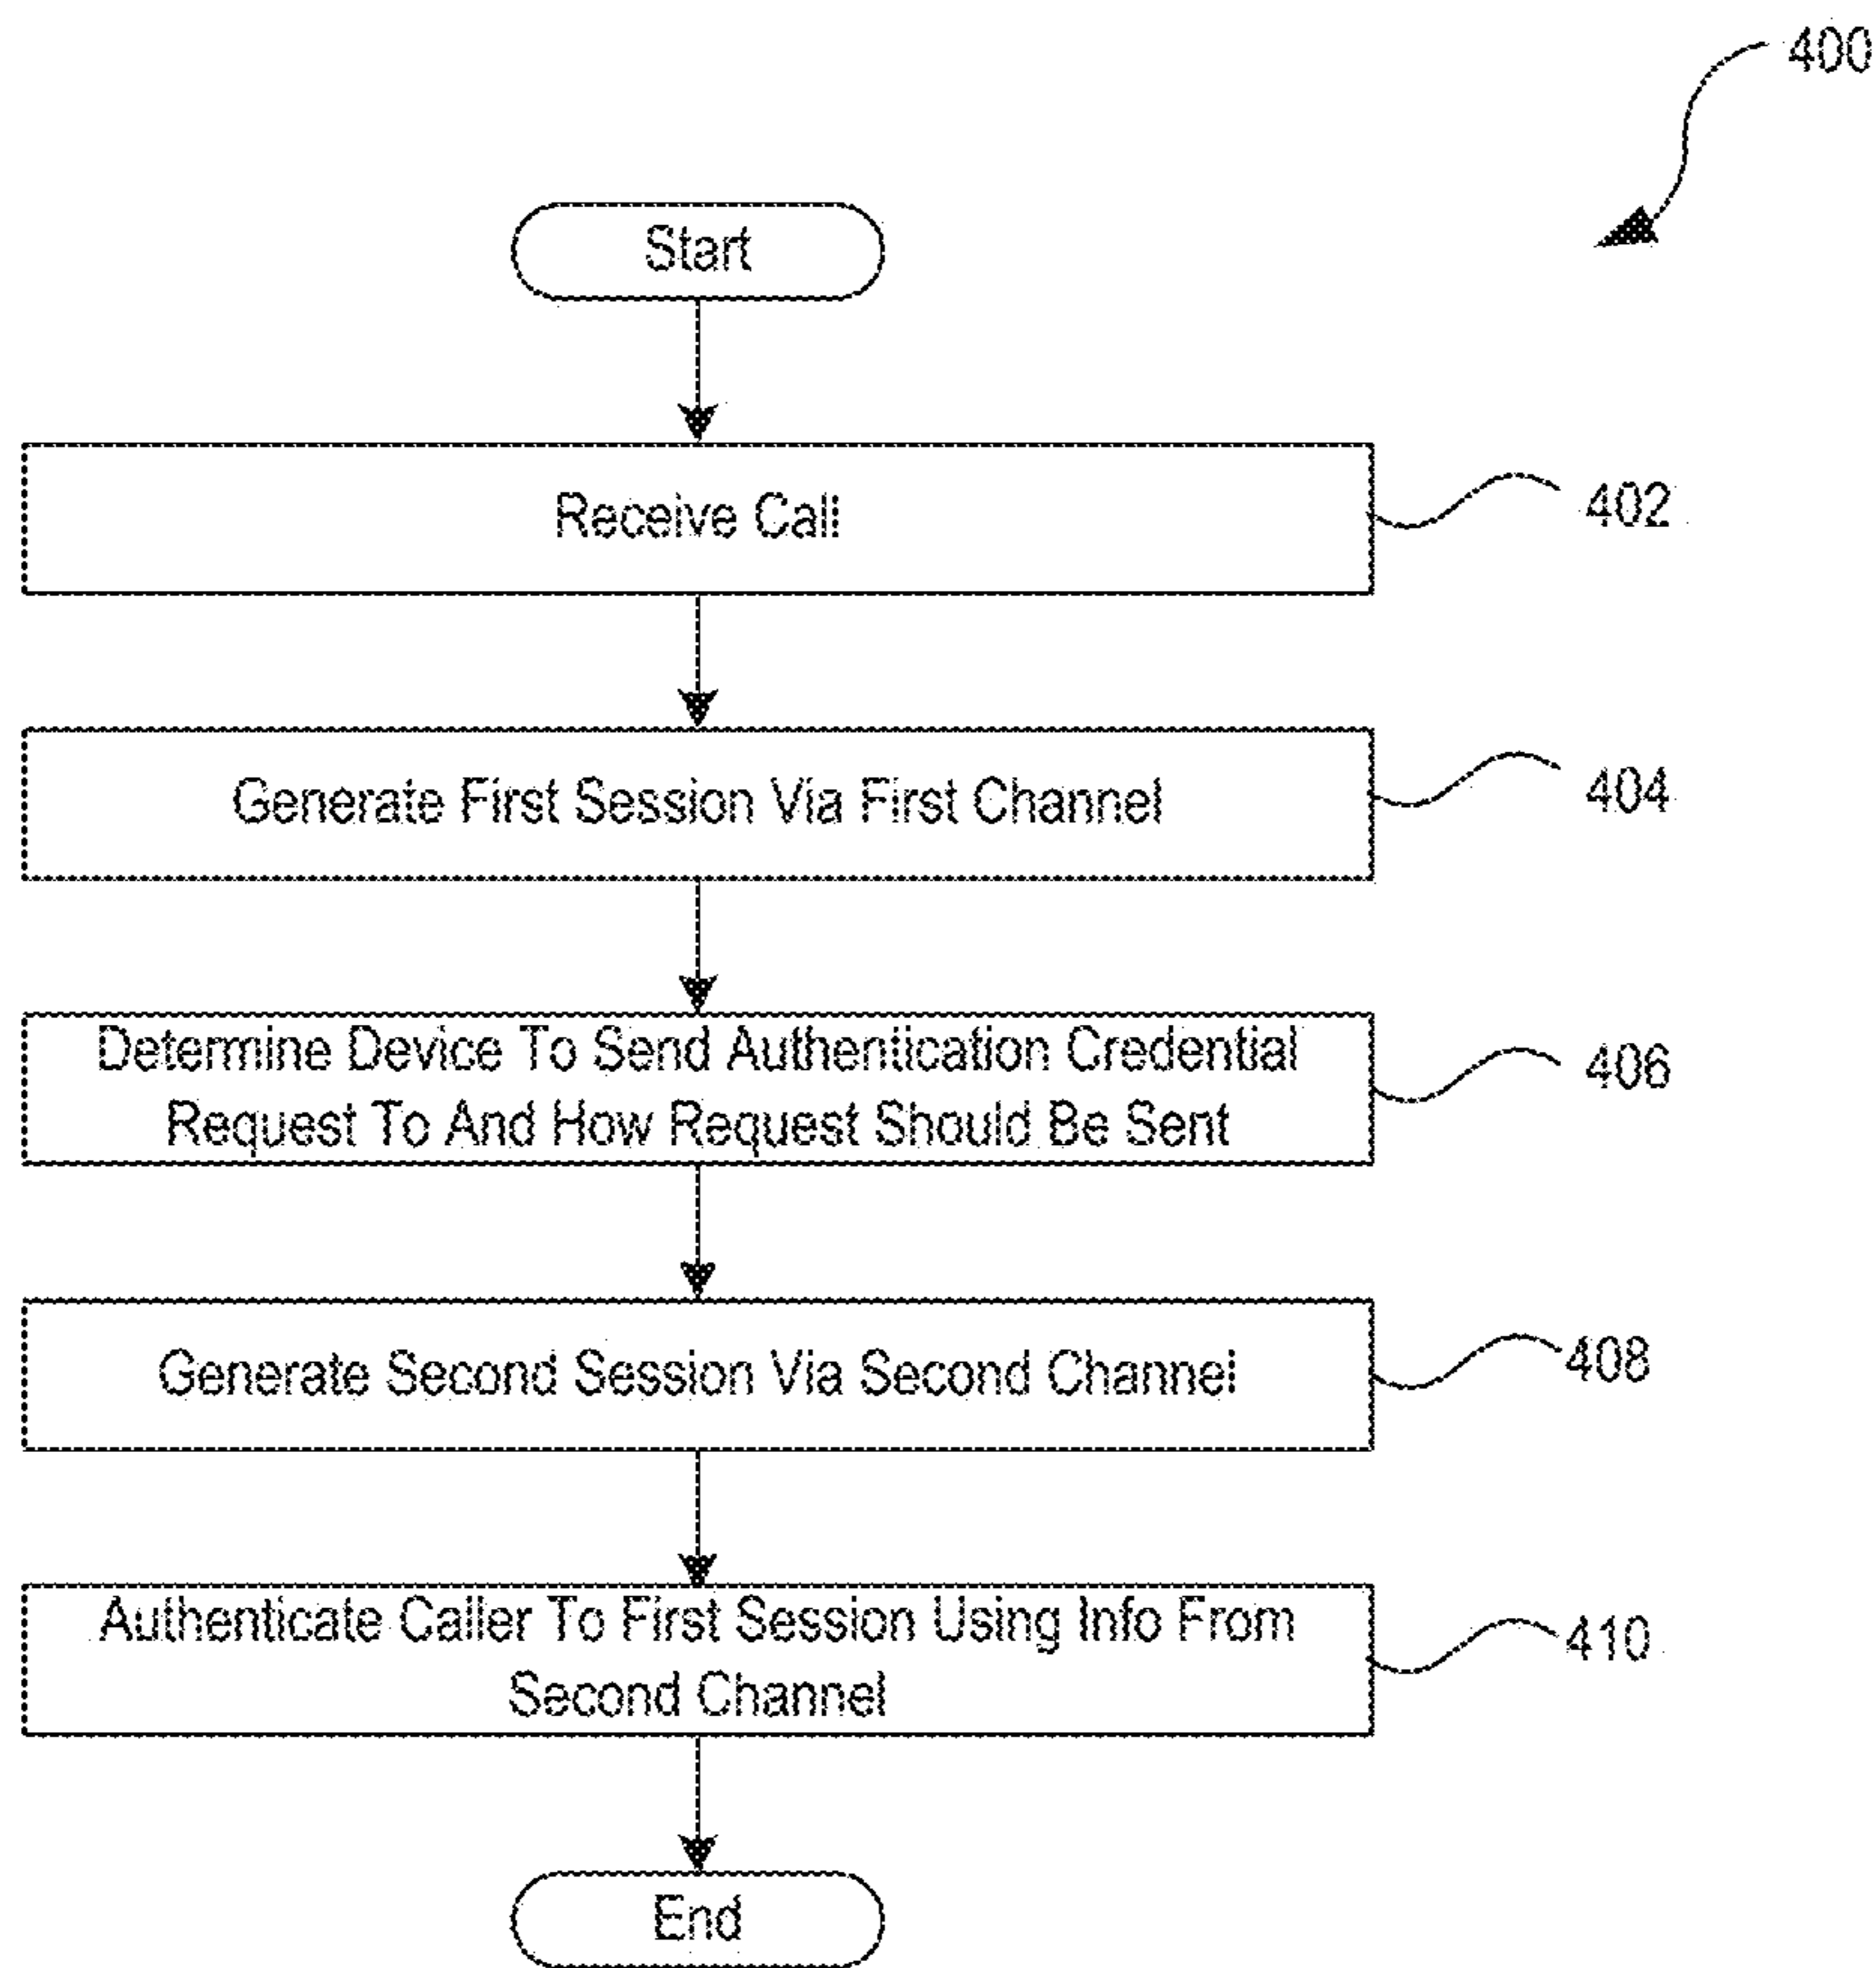 400
Start
Receive Call
402
Generate First Session Via First Channel
404
Determine Device To Send Authentication Credential
Request To And How Request Should Be Sent
406
Generate Second Session Via Second Channel
408
Authenticate Caller To First Session Using Info From
Second Channel
410
End